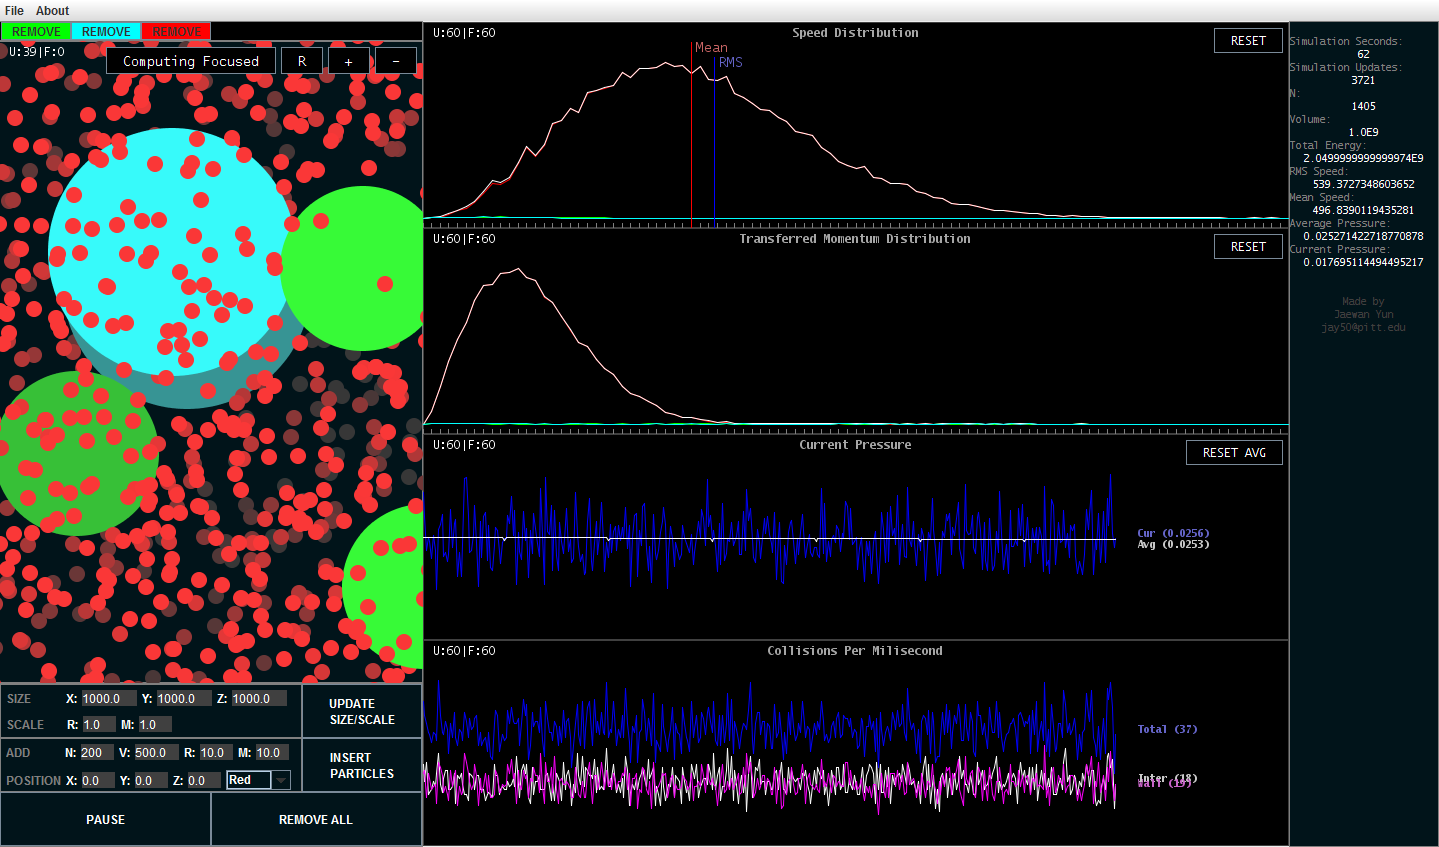 File About
REMOVE REMOVE REMOVE
U:39|F:0
Computing Focused R + -
U:60|F:60 Speed Distribution RESET
Mean
RMS
U:60|F:60 Transferred Momentum Distribution RESET
U:60|F:60 Current Pressure RESET AVG
Cur (0.0256)
Avg (0.0253)
U:60|F:60 Collisions Per Milisecond
Total (37)
Inter (18)
Wall (19)
Simulation Seconds:
62
Simulation Updates:
3721
N:
1405
Volume:
1.0E9
Total Energy:
2.0499999999999974E9
RMS Speed:
539.3727348603652
Mean Speed:
496.8390119435281
Average Pressure:
0.025271422718770878
Current Pressure:
0.017695114494495217
Made by
Jaewan Yun
jay50@pitt.edu
SIZE X: 1000.0 Y: 1000.0 Z: 1000.0
SCALE R: 1.0 M: 1.0
UPDATE
SIZE/SCALE
ADD N: 200 V: 500.0 R: 10.0 M: 10.0
POSITION X: 0.0 Y: 0.0 Z: 0.0 Red
INSERT
PARTICLES
PAUSE REMOVE ALL